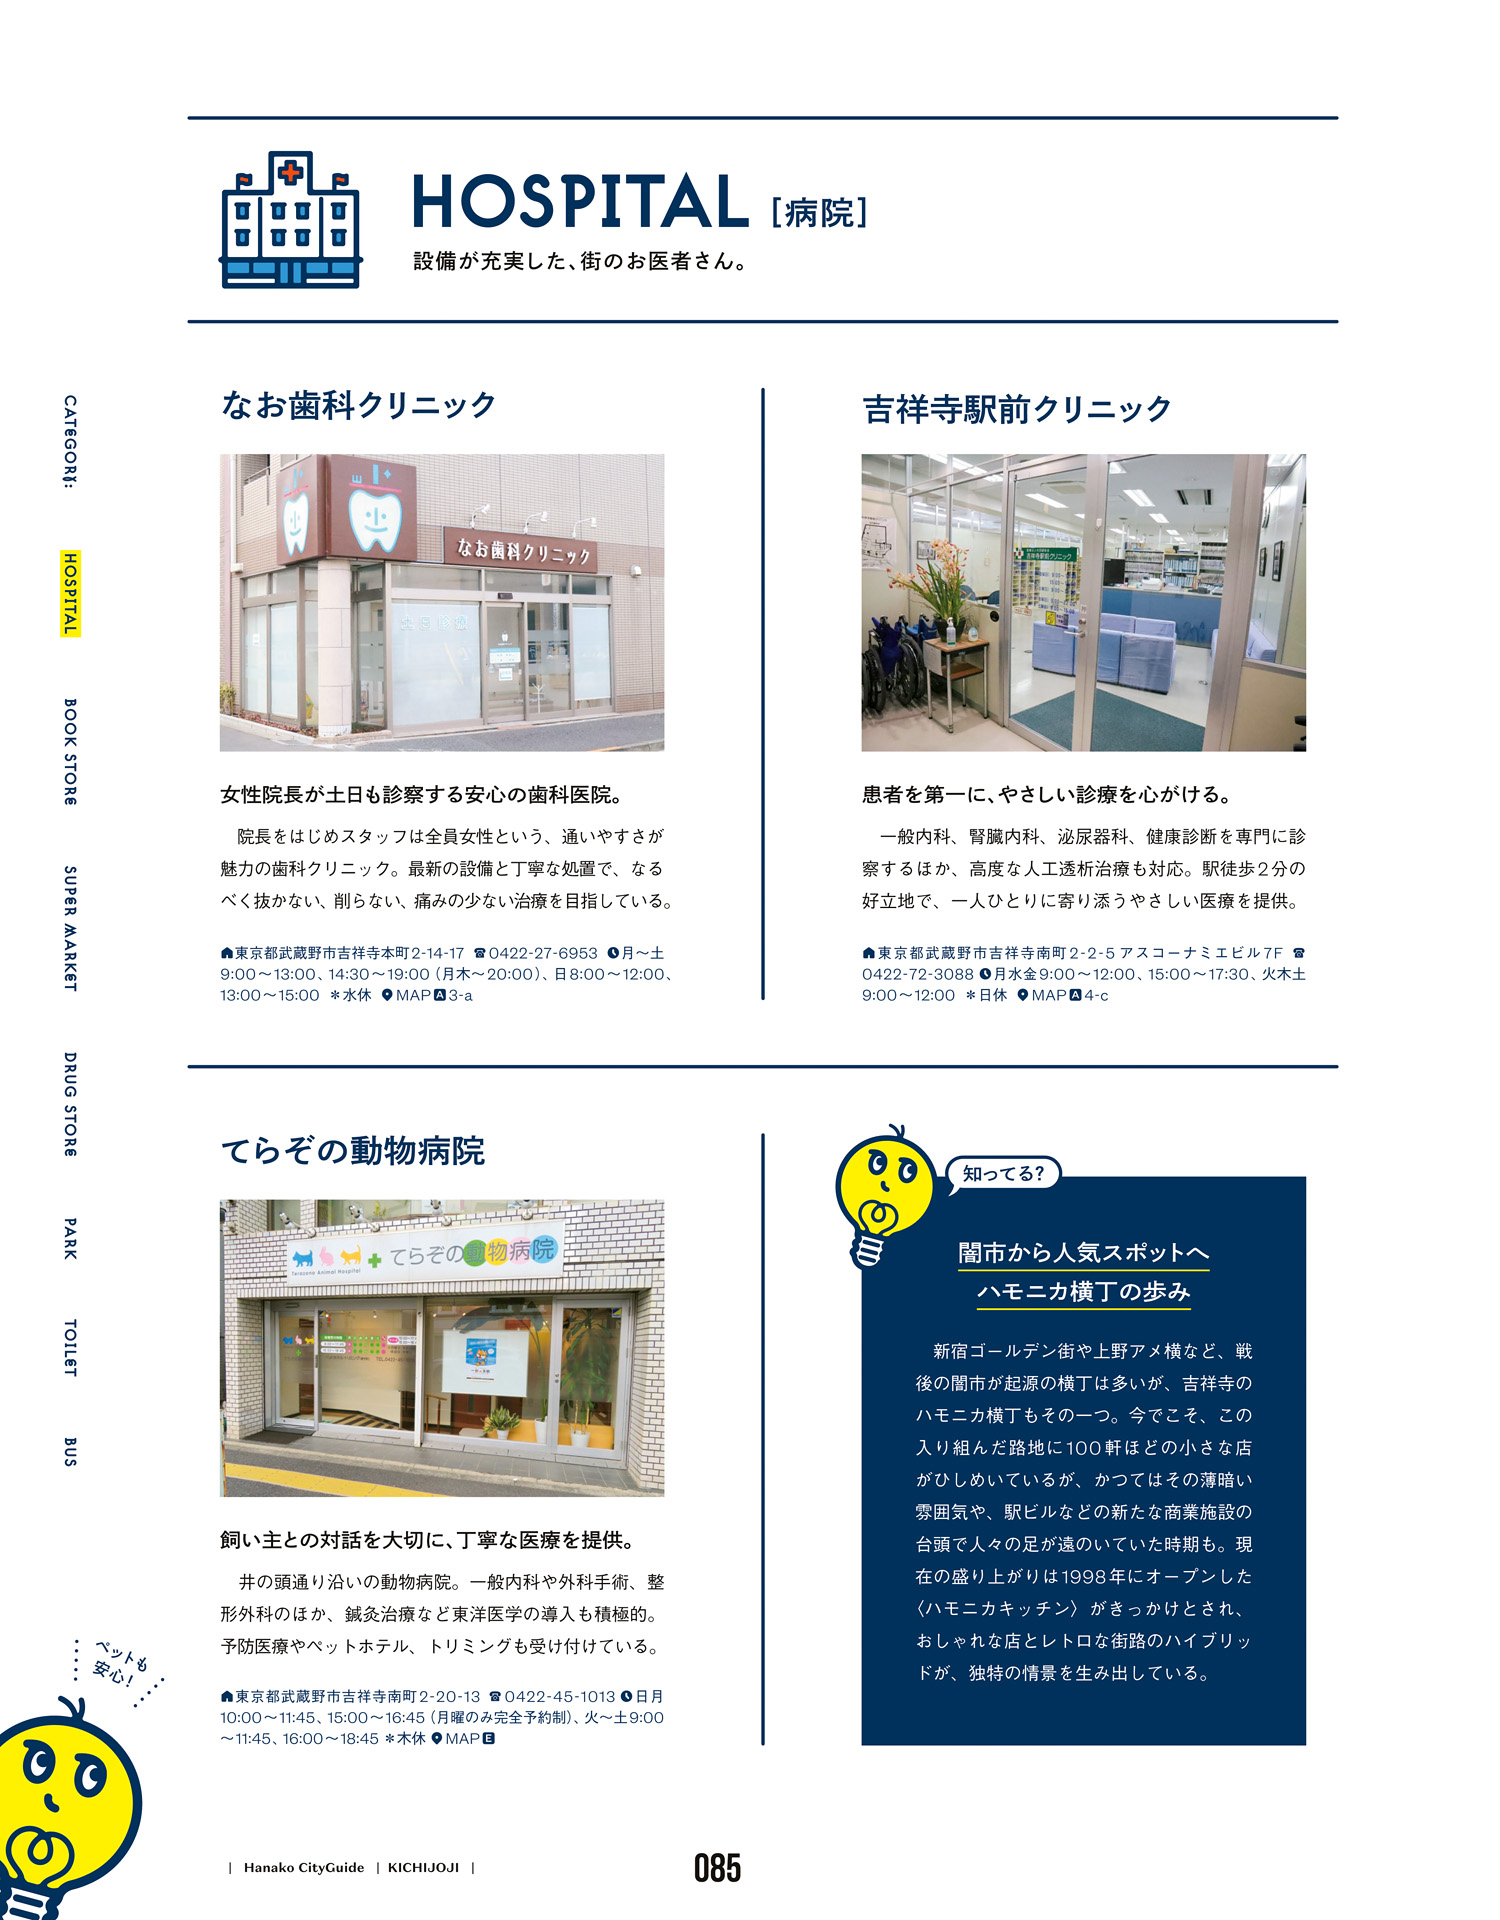 HOSPITAL [病院]
設備が充実した、街のお医者さん。
CATEGORY:
HOSPITAL
BOOK STORE
SUPER MARKET
DRUG STORE
PARK
TOILET
BUS
なお歯科クリニック
なお歯科クリニック
土日診療
女性院長が土日も診察する安心の歯科医院。
院長をはじめスタッフは全員女性という、通いやすさが
魅力の歯科クリニック。最新の設備と丁寧な処置で、なる
べく抜かない、削らない、痛みの少ない治療を目指している。
東京都武蔵野市吉祥寺本町2-14-17 ☎0422-27-6953 月〜土
9:00〜13:00、14:30〜19:00(月木〜20:00)、日8:00〜12:00、
13:00〜15:00 *水休 MAP A 3-a
吉祥寺駅前クリニック
吉祥寺駅前クリニック
患者を第一に、やさしい診療を心がける。
一般内科、腎臓内科、泌尿器科、健康診断を専門に診
察するほか、高度な人工透析治療も対応。駅徒歩2分の
好立地で、一人ひとりに寄り添うやさしい医療を提供。
東京都武蔵野市吉祥寺南町2-2-5 アスコーナミエビル7F ☎
0422-72-3088 月水金9:00〜12:00、15:00〜17:30、火木土
9:00〜12:00 *日休 MAP A 4-c
てらぞの動物病院
てらぞの動物病院
Terazono Animal Hospital
飼い主との対話を大切に、丁寧な医療を提供。
井の頭通り沿いの動物病院。一般内科や外科手術、整
形外科のほか、鍼灸治療など東洋医学の導入も積極的。
予防医療やペットホテル、トリミングも受け付けている。
東京都武蔵野市吉祥寺南町2-20-13 ☎0422-45-1013 日月
10:00〜11:45、15:00〜16:45(月曜のみ完全予約制)、火〜土9:00
〜11:45、16:00〜18:45 *木休 MAP E
知ってる?
闇市から人気スポットへ
ハモニカ横丁の歩み
新宿ゴールデン街や上野アメ横など、戦
後の闇市が起源の横丁は多いが、吉祥寺の
ハモニカ横丁もその一つ。今でこそ、この
入り組んだ路地に100軒ほどの小さな店
がひしめいているが、かつてはその薄暗い
雰囲気や、駅ビルなどの新たな商業施設の
台頭で人々の足が遠のいていた時期も。現
在の盛り上がりは1998年にオープンした
〈ハモニカキッチン〉がきっかけとされ、
おしゃれな店とレトロな街路のハイブリッ
ドが、独特の情景を生み出している。
ペットも
安心!
| Hanako CityGuide | KICHIJOJI |
085